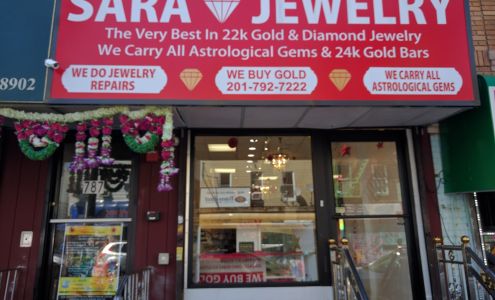 SARA JEWELRY
The Very Best in 22k Gold & Diamond Jewelry
We Carry All Astrological Gems & 24k Gold Bars
8902
WE DO JEWELRY
REPAIRS
WE BUY GOLD
201-792-7222
WE CARRY ALL
ASTROLOGICAL GEMS
787
WE BUY GOLD